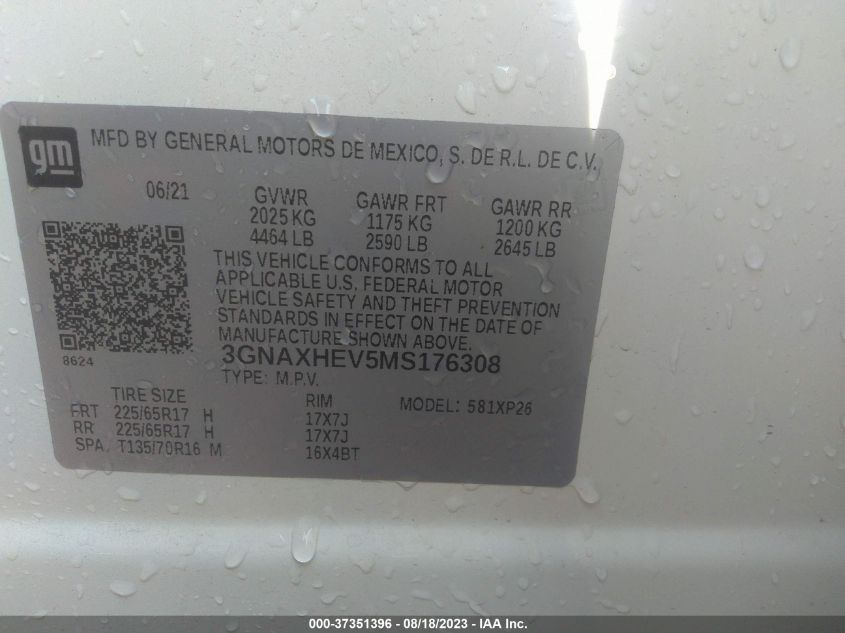 gm
MFD BY GENERAL MOTORS DE MEXICO, S. DE R.L. DE C.V.
06/21 GVWR GAWR FRT GAWR RR
2025 KG 1175 KG 1200 KG
4464 LB 2590 LB 2645 LB
THIS VEHICLE CONFORMS TO ALL
APPLICABLE U.S. FEDERAL MOTOR
VEHICLE SAFETY AND THEFT PREVENTION
STANDARDS IN EFFECT ON THE DATE OF
MANUFACTURE SHOWN ABOVE.
8624
3GNAXHEV5MS176308
TYPE: M.P.V.
TIRE SIZE RIM MODEL: 581XP26
FRT 225/65R17 H 17X7J
RR 225/65R17 H 17X7J
SPA. T135/70R16 M 16X4BT
000-37351396 - 08/18/2023 - IAA Inc.